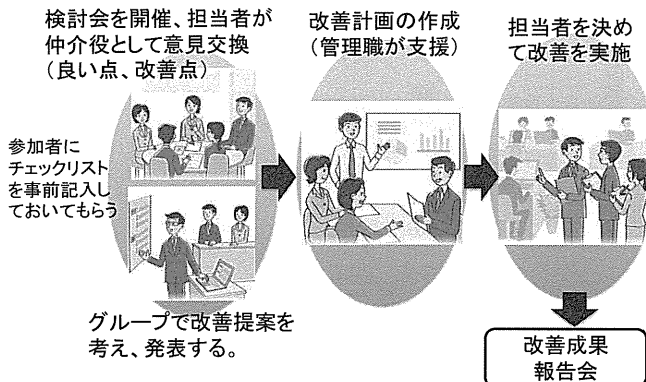 検討会を開催、担当者が
仲介役として意見交換
（良い点、改善点）
参加者に
チェックリスト
を事前記入し
ておいてもらう
グループで改善提案を
考え、発表する。
改善計画の作成
（管理職が支援）
担当者を決め
て改善を実施
改善成果
報告会